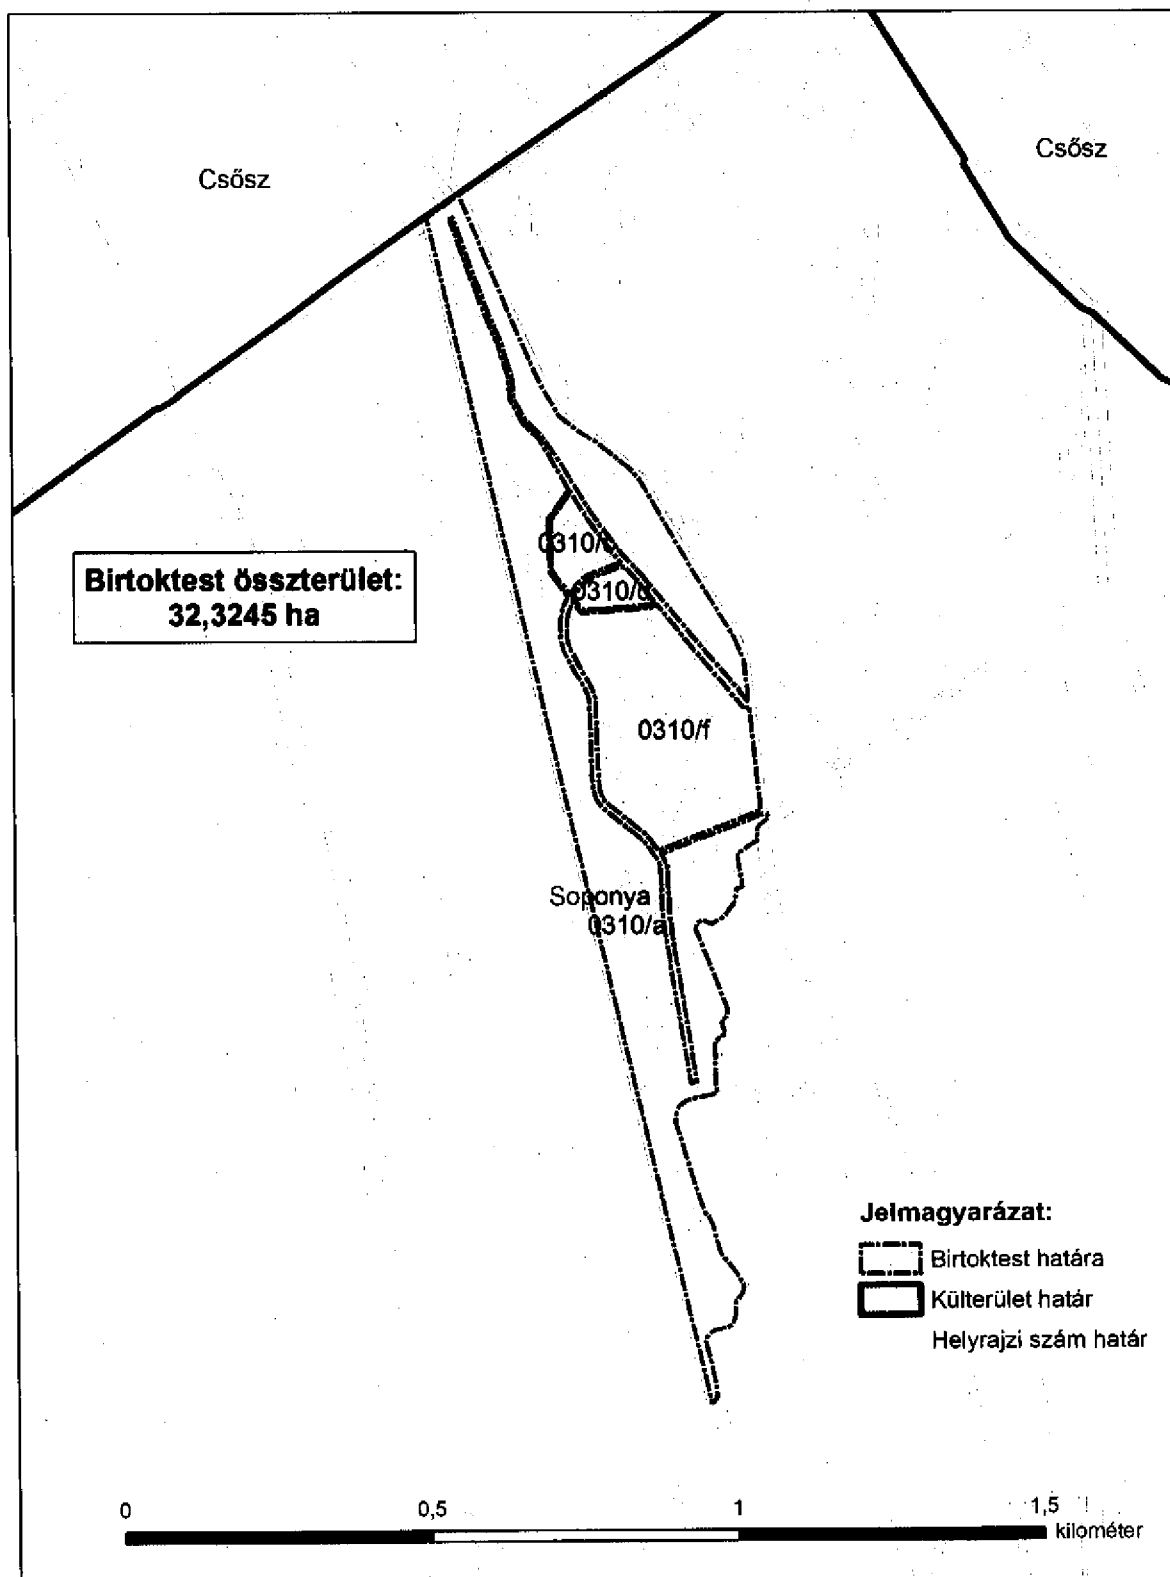 Csősz
Csősz
Birtoktest összterület:
32,3245 ha
0310/f
Soponya
0310/a
Jelmagyarázat:
Birtoktest határa
Külterület határ
Helyrajzi szám határ
0 0,5 1 1,5
kilométer